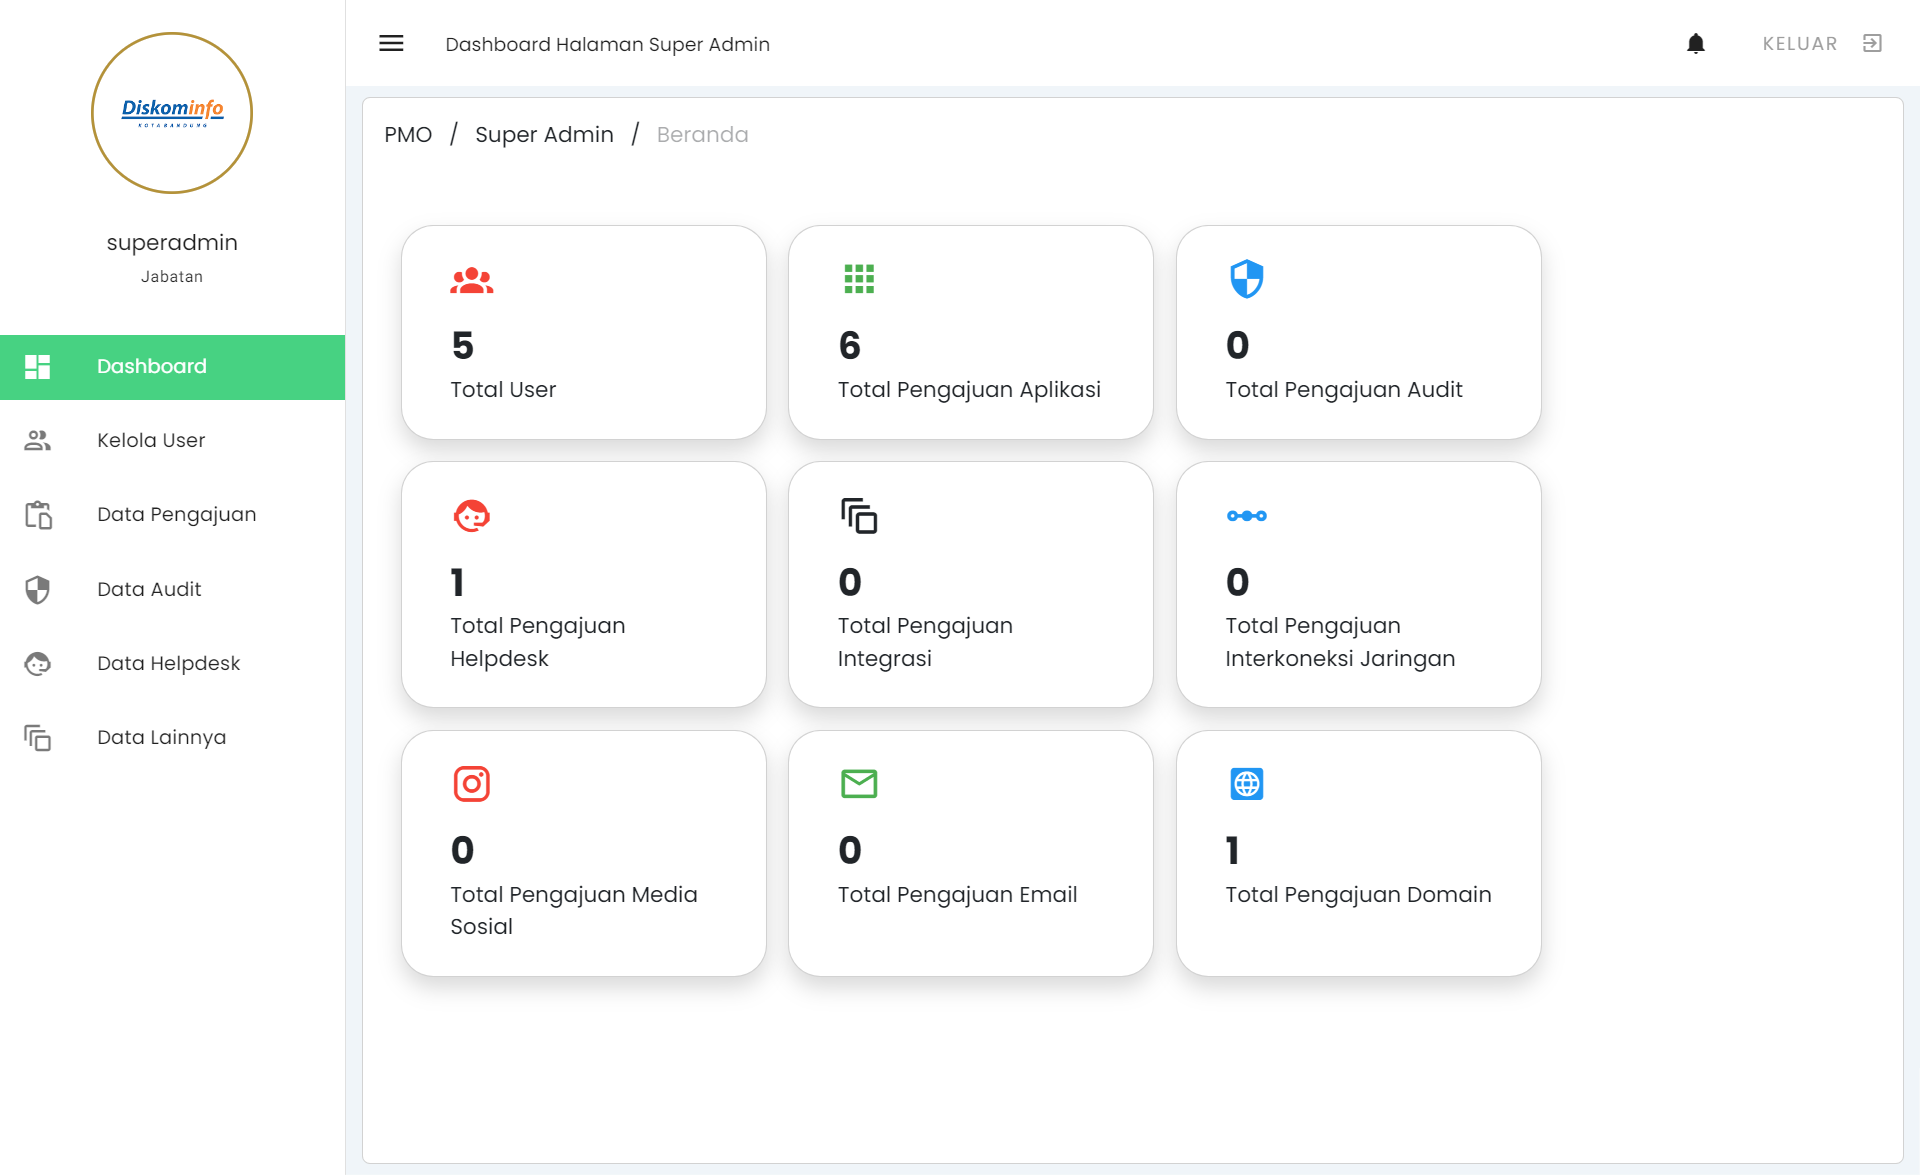 Diskominfo
KOTA BANDUNG
superadmin
Jabatan
Dashboard
Kelola User
Data Pengajuan
Data Audit
Data Helpdesk
Data Lainnya
Dashboard Halaman Super Admin
KELUAR
PMO / Super Admin / Beranda
5
Total User
6
Total Pengajuan Aplikasi
0
Total Pengajuan Audit
1
Total Pengajuan
Helpdesk
0
Total Pengajuan
Integrasi
0
Total Pengajuan
Interkoneksi Jaringan
0
Total Pengajuan Media
Sosial
0
Total Pengajuan Email
1
Total Pengajuan Domain